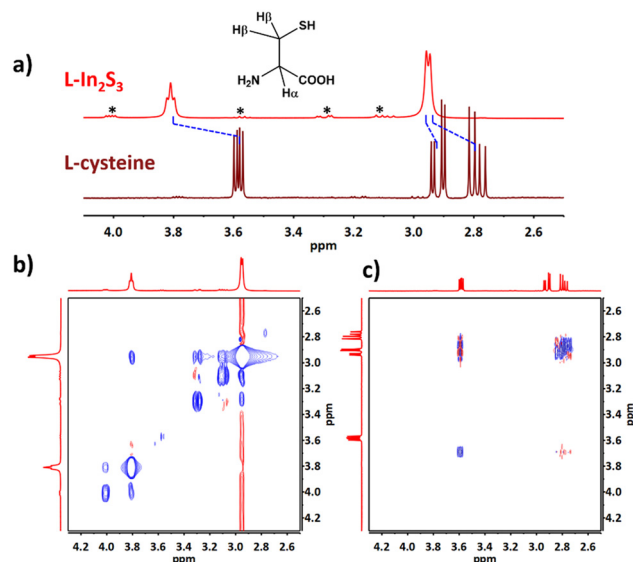 Hβ SH
a) Hβ
L-In₂S₃
H₂N COOH
* * * *
Hα
L-cysteine
4.0 3.8 3.6 3.4 3.2 3.0 2.8 2.6
ppm
b) c)
2.6
2.8
3.0
3.2
3.4
3.6
3.8
4.0
4.2
ppm
4.2 4.0 3.8 3.6 3.4 3.2 3.0 2.8 2.6
ppm
2.6
2.8
3.0
3.2
3.4
3.6
3.8
4.0
4.2
ppm
4.2 4.0 3.8 3.6 3.4 3.2 3.0 2.8 2.6
ppm